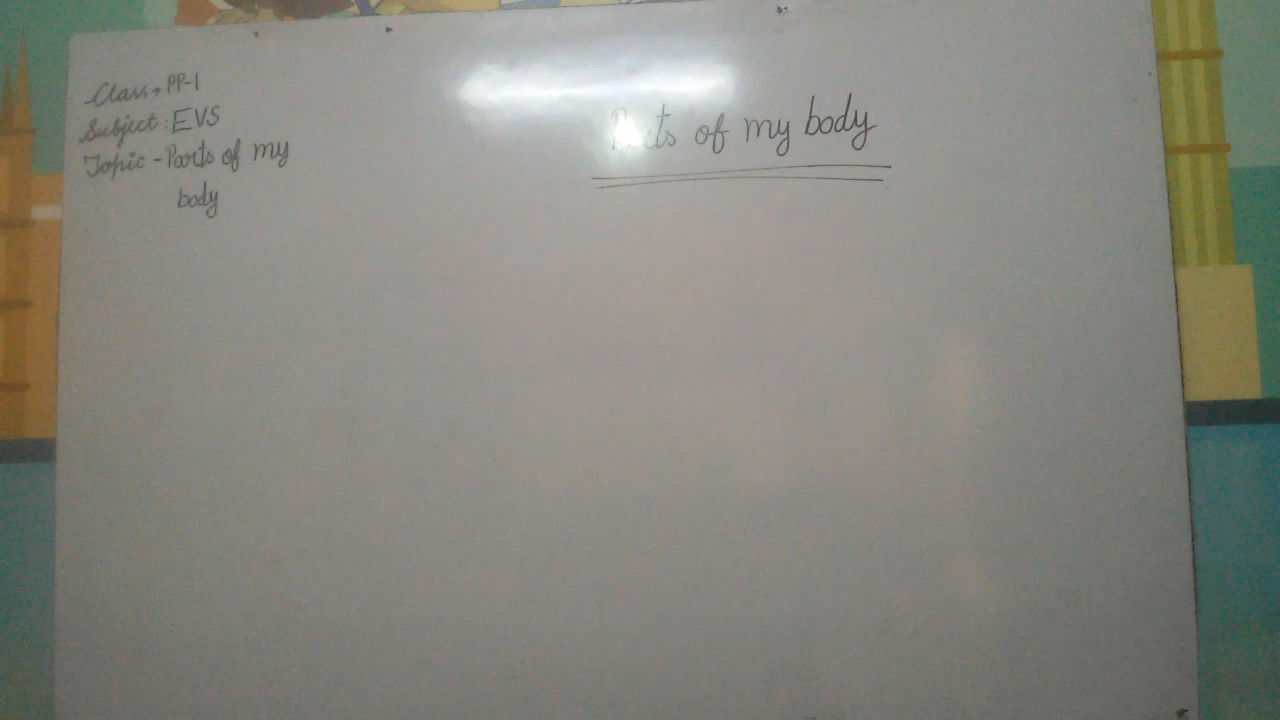 Class → PP-1
Subject : EVS
Topic - Parts of my
body
Parts of my body